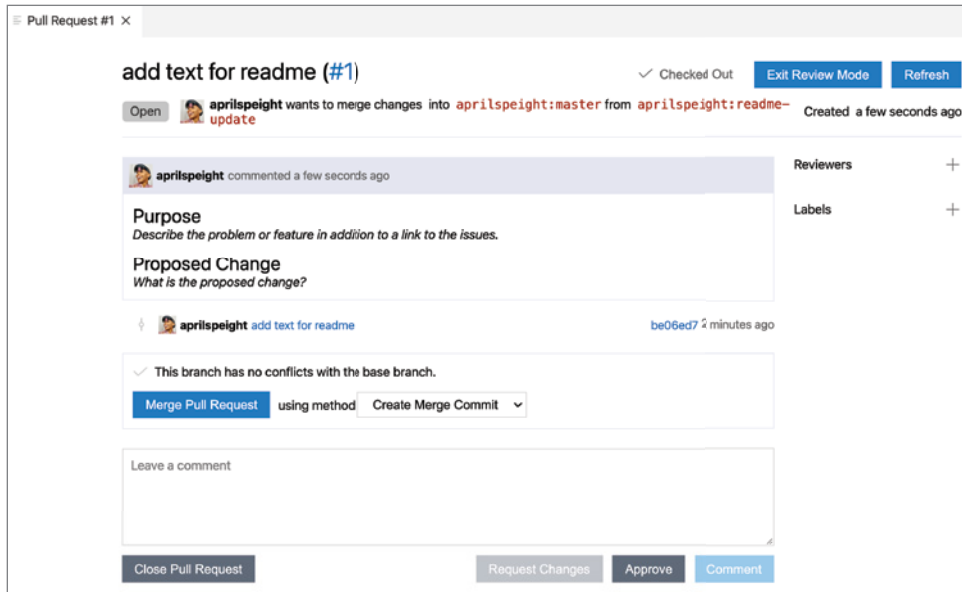 Pull Request #1 ×
add text for readme (#1)
Checked Out
Exit Review Mode
Refresh
Open
aprilspeight wants to merge changes into aprilspeight:master from aprilspeight:readme-
update
Created a few seconds ago
aprilspeight commented a few seconds ago
Reviewers
Labels
Purpose
Describe the problem or feature in addition to a link to the issues.
Proposed Change
What is the proposed change?
aprilspeight add text for readme
be06ed7 2 minutes ago
This branch has no conflicts with the base branch.
Merge Pull Request using method Create Merge Commit
Leave a comment
Close Pull Request
Request Changes
Approve
Comment